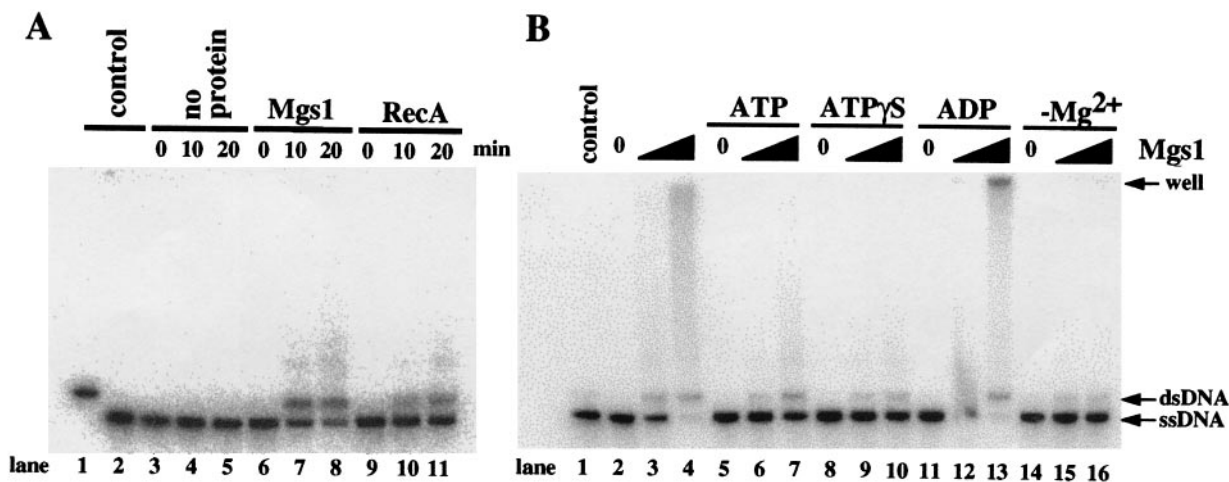 A
control
no
protein
Mgs1
RecA
0 10 20 0 10 20 0 10 20 min
lane 1 2 3 4 5 6 7 8 9 10 11
B
control
ATP
ATPγS
ADP
-Mg2+
0 0 0 0 0 Mgs1
well
dsDNA
ssDNA
lane 1 2 3 4 5 6 7 8 9 10 11 12 13 14 15 16